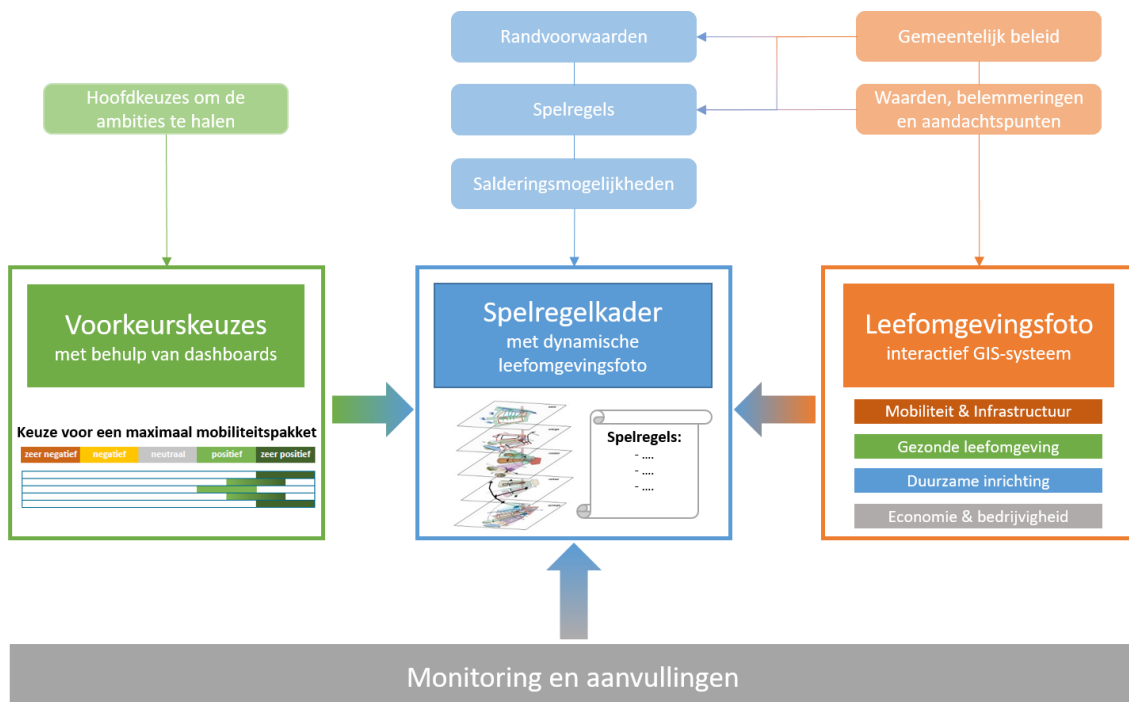 Randvoorwaarden
Gemeentelijk beleid
Hoofdkeuzes om de
ambities te halen
Spelregels
Waarden, belemmeringen
en aandachtspunten
Salderingsmogelijkheden
Voorkeurskeuzes
met behulp van dashboards
Keuze voor een maximaal mobiliteitspakket
zeer negatief negatief neutraal positief zeer positief
Spelregelkader
met dynamische
leefomgevingsfoto
Spelregels:
- ....
- ....
- ....
Leefomgevingsfoto
interactief GIS-systeem
Mobiliteit & Infrastructuur
Gezonde leefomgeving
Duurzame inrichting
Economie & bedrijvigheid
Monitoring en aanvullingen